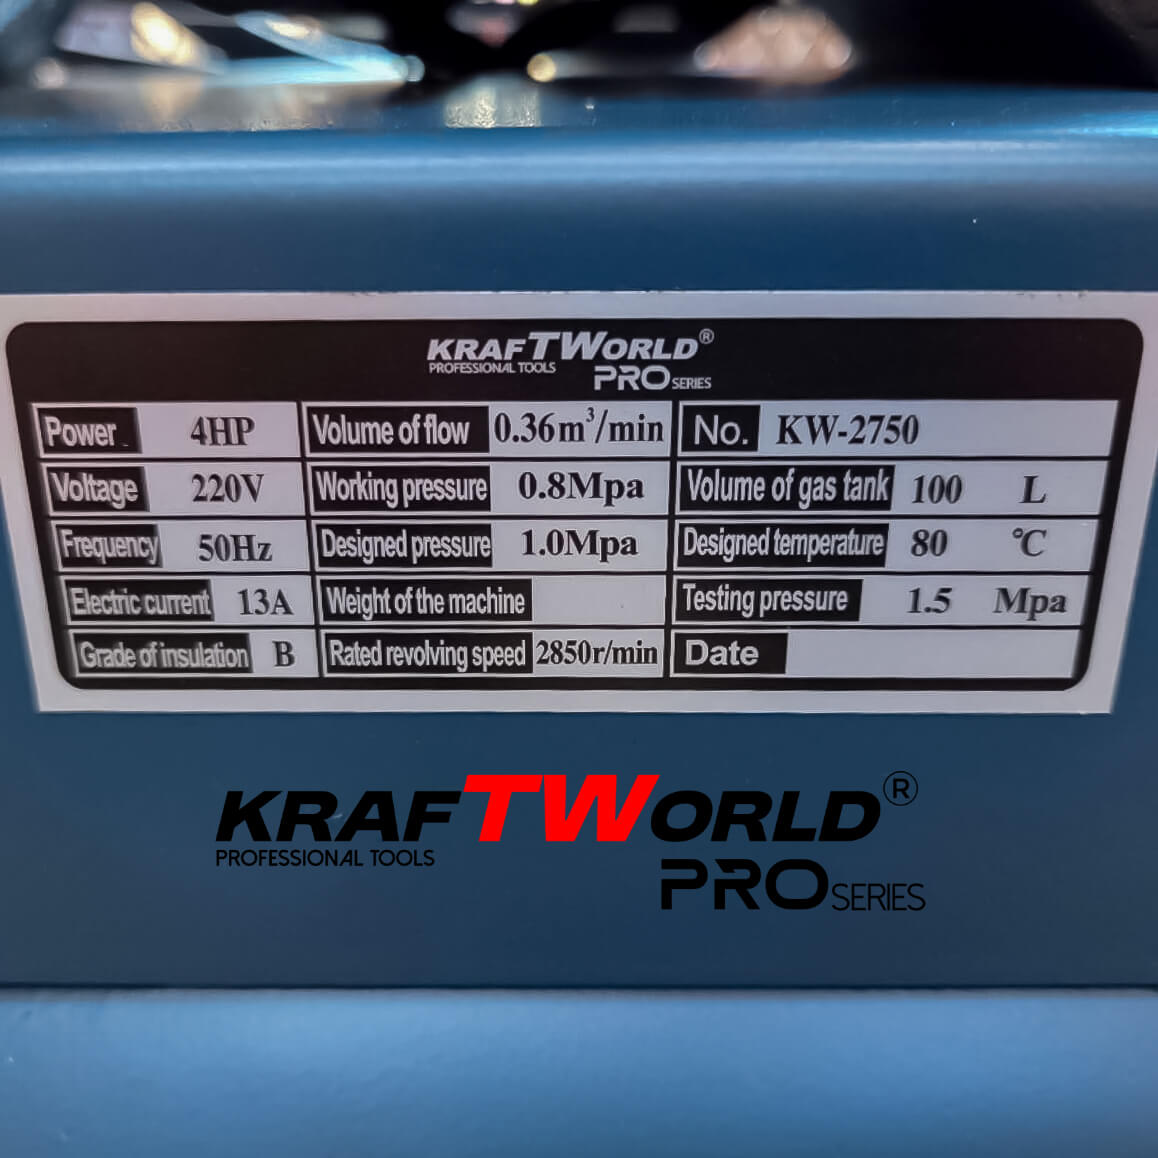 KRAFTWORLD®
PROFESSIONAL TOOLS
PRO SERIES
Power 4HP Volume of flow 0.36m³/min No. KW-2750
Voltage 220V Working pressure 0.8Mpa Volume of gas tank 100 L
Frequency 50Hz Designed pressure 1.0Mpa Designed temperature 80 °C
Electric current 13A Weight of the machine Testing pressure 1.5 Mpa
Grade of insulation B Rated revolving speed 2850r/min Date
KRAFTWORLD®
PROFESSIONAL TOOLS
PRO SERIES